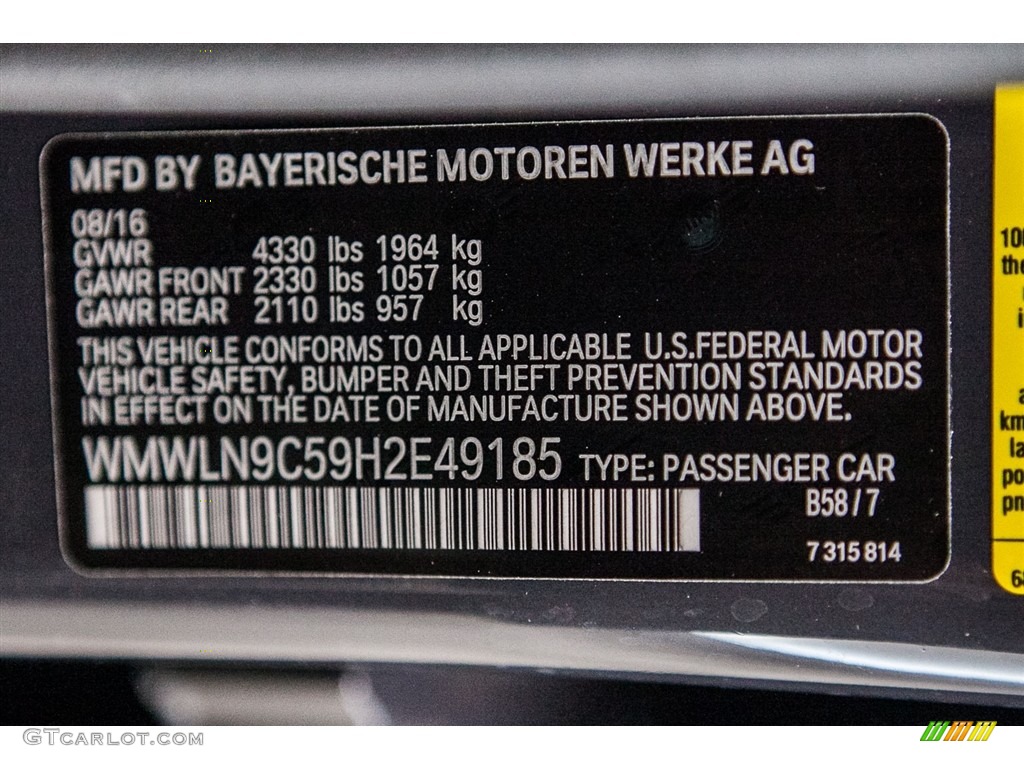 MFD BY BAYERISCHE MOTOREN WERKE AG
08/16
GVWR 4330 lbs 1964 kg
GAWR FRONT 2330 lbs 1057 kg
GAWR REAR 2110 lbs 957 kg
THIS VEHICLE CONFORMS TO ALL APPLICABLE U.S.FEDERAL MOTOR
VEHICLE SAFETY, BUMPER AND THEFT PREVENTION STANDARDS
IN EFFECT ON THE DATE OF MANUFACTURE SHOWN ABOVE.
WMWLN9C59H2E49185 TYPE: PASSENGER CAR
B58/7
7 315 814
GTCARLOT.COM